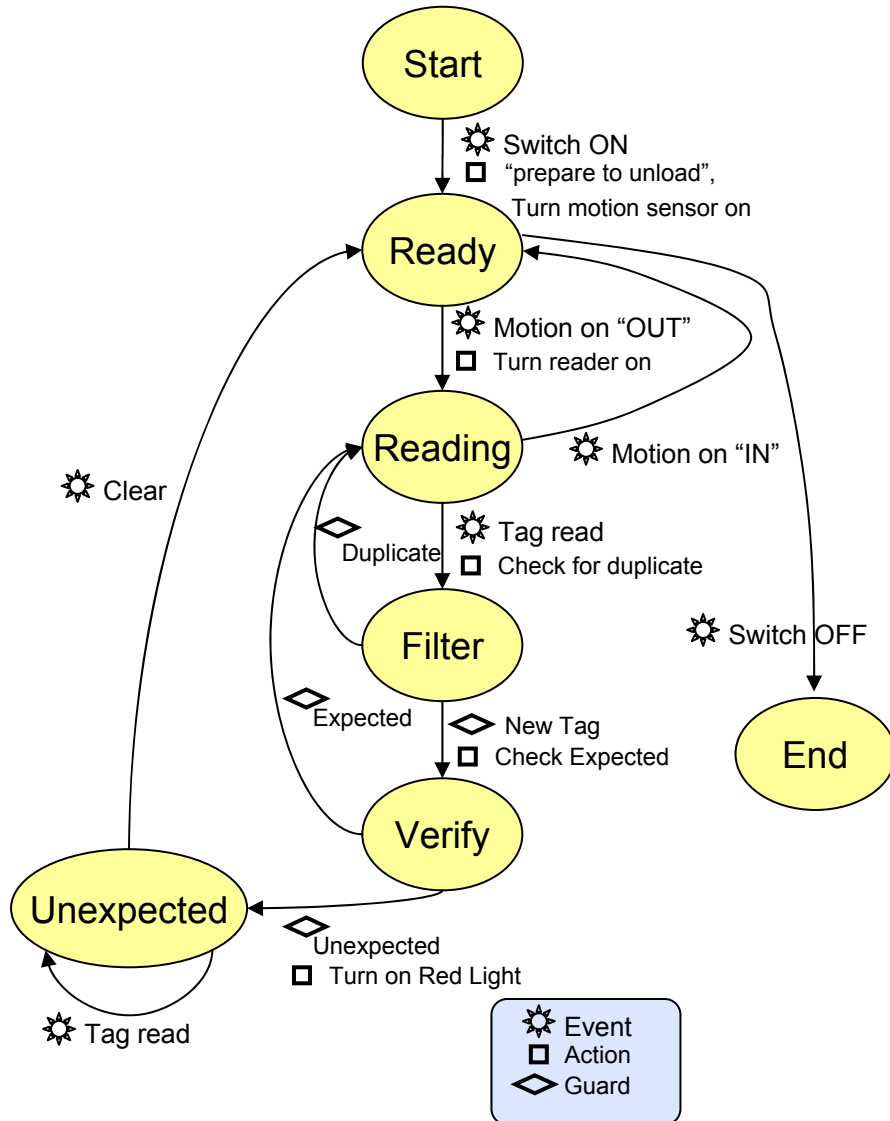 Start
Switch ON
“prepare to unload”,
Turn motion sensor on
Ready
Motion on “OUT”
Turn reader on
Reading
Motion on “IN”
Clear
Tag read
Duplicate
Check for duplicate
Filter
Switch OFF
Expected
New Tag
Check Expected
End
Verify
Unexpected
Unexpected
Turn on Red Light
Tag read
Event
Action
Guard